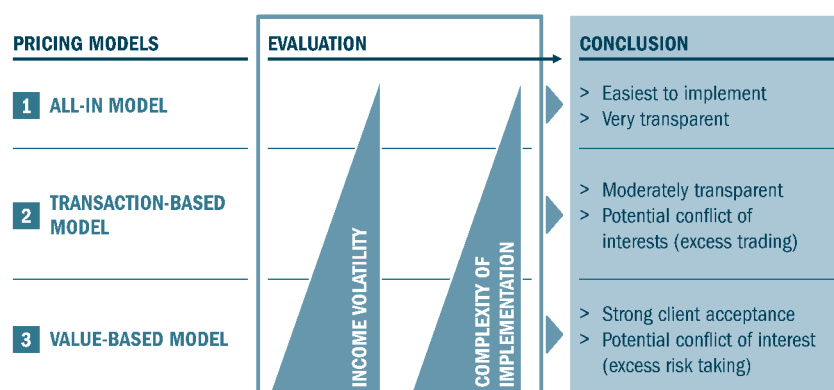 PRICING MODELS
EVALUATION
CONCLUSION
1 ALL-IN MODEL
> Easiest to implement
> Very transparent
2 TRANSACTION-BASED
MODEL
> Moderately transparent
> Potential conflict of
interests (excess trading)
3 VALUE-BASED MODEL
INCOME VOLATILITY
COMPLEXITY OF
IMPLEMENTATION
> Strong client acceptance
> Potential conflict of interest
(excess risk taking)